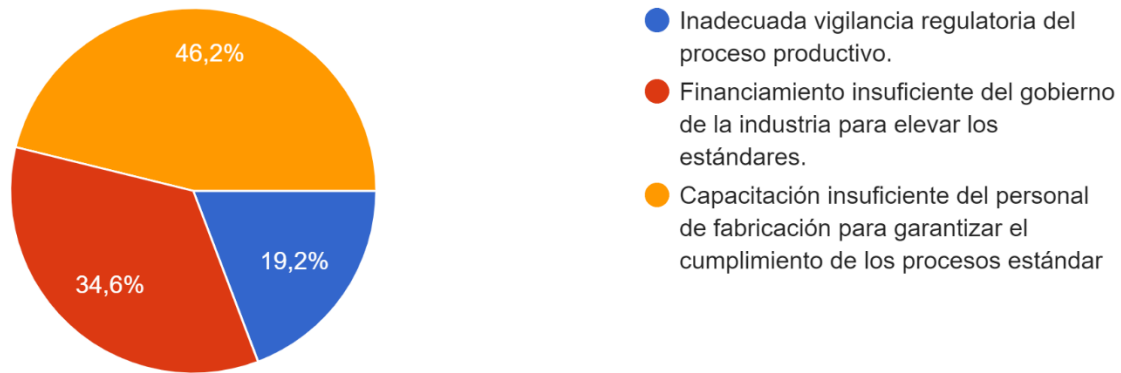 46,2%
34,6%
19,2%
Inadecuada vigilancia regulatoria del
proceso productivo.
Financiamiento insuficiente del gobierno
de la industria para elevar los
estándares.
Capacitación insuficiente del personal
de fabricación para garantizar el
cumplimiento de los procesos estándar